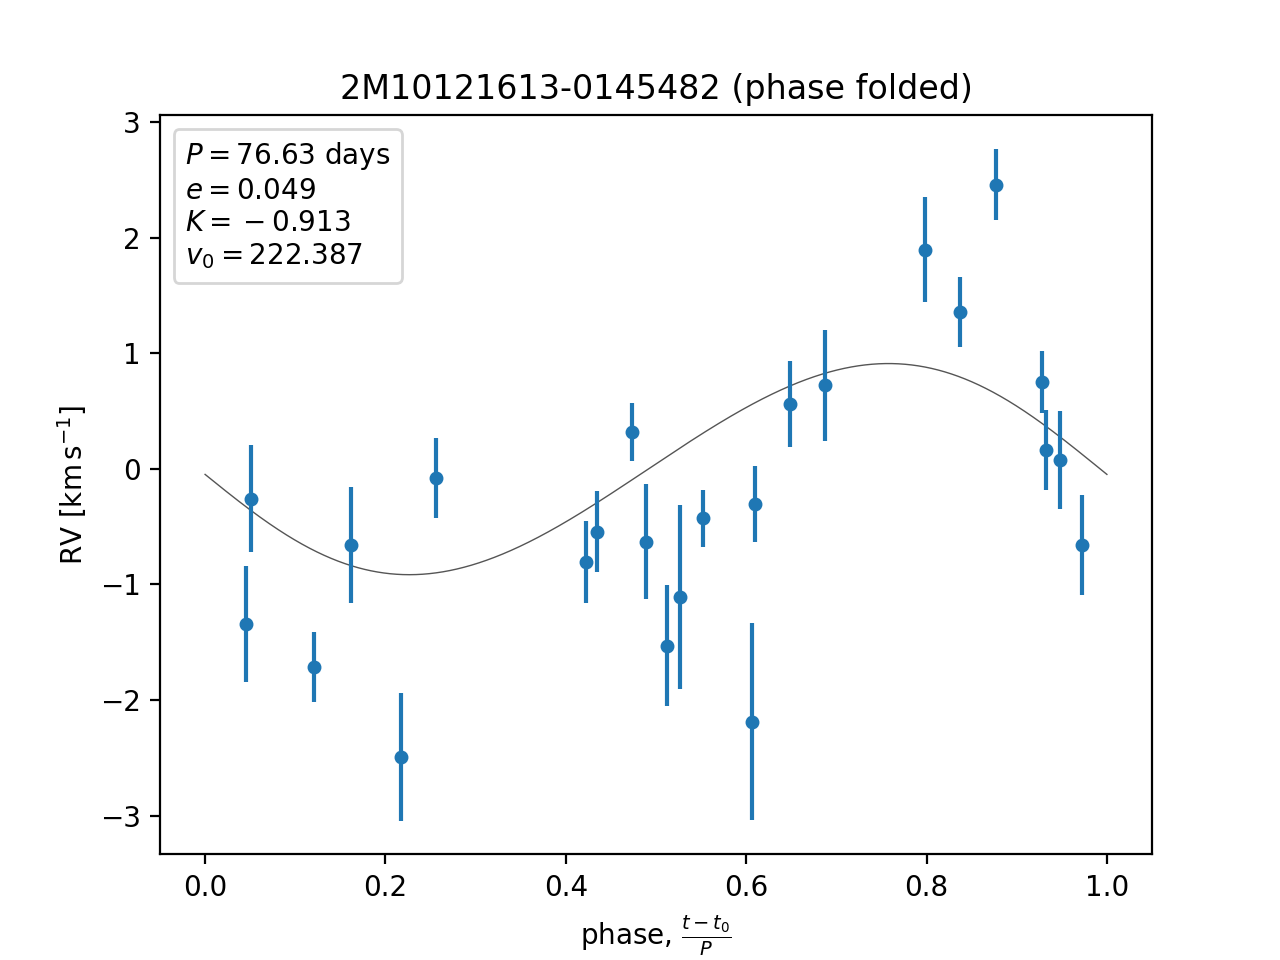 2M10121613-0145482 (phase folded)
P = 76.63 days
e = 0.049
K = −0.913
v₀ = 222.387
3
2
1
0
−1
−2
−3
RV [km s⁻¹]
0.0 0.2 0.4 0.6 0.8 1.0
phase, (t − t₀)/P